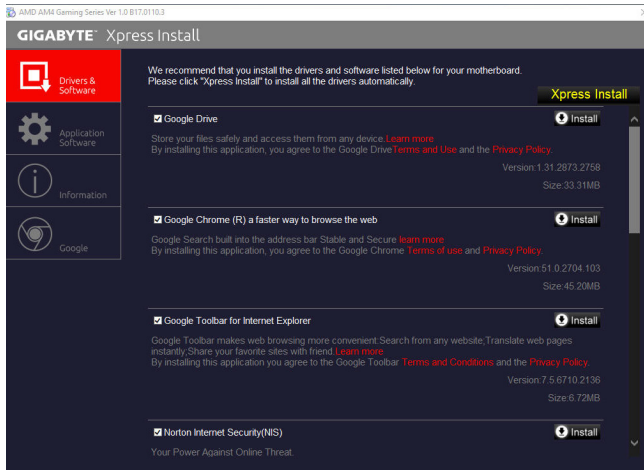 AMD AM4 Gaming Series Ver 1.0 B17.0110.3
GIGABYTE™ Xpress Install
Drivers & Software
Application Software
Information
Google
We recommend that you install the drivers and software listed below for your motherboard.
Please click "Xpress Install" to install all the drivers automatically.
Xpress Install
Google Drive
Install
Store your files safely and access them from any device.Learn more
By installing this application, you agree to the Google DriveTerms and Use and the Privacy Policy.
Version:1.31.2873.2758
Size:33.31MB
Google Chrome (R) a faster way to browse the web
Install
Google Search built into the address bar Stable and Secure learn more
By installing this application, you agree to the Google Chrome Terms of use and Privacy Policy.
Version:51.0.2704.103
Size:45.20MB
Google Toolbar for Internet Explorer
Install
Google Toolbar makes web browsing more convenient:Search from any website;Translate web pages
instantly;Share your favorite sites with friend.Learn more
By installing this application you agree to the Google Toolbar Terms and Conditions and the Privacy Policy.
Version:7.5.6710.2136
Size:6.72MB
Norton Internet Security(NIS)
Install
Your Power Against Online Threat